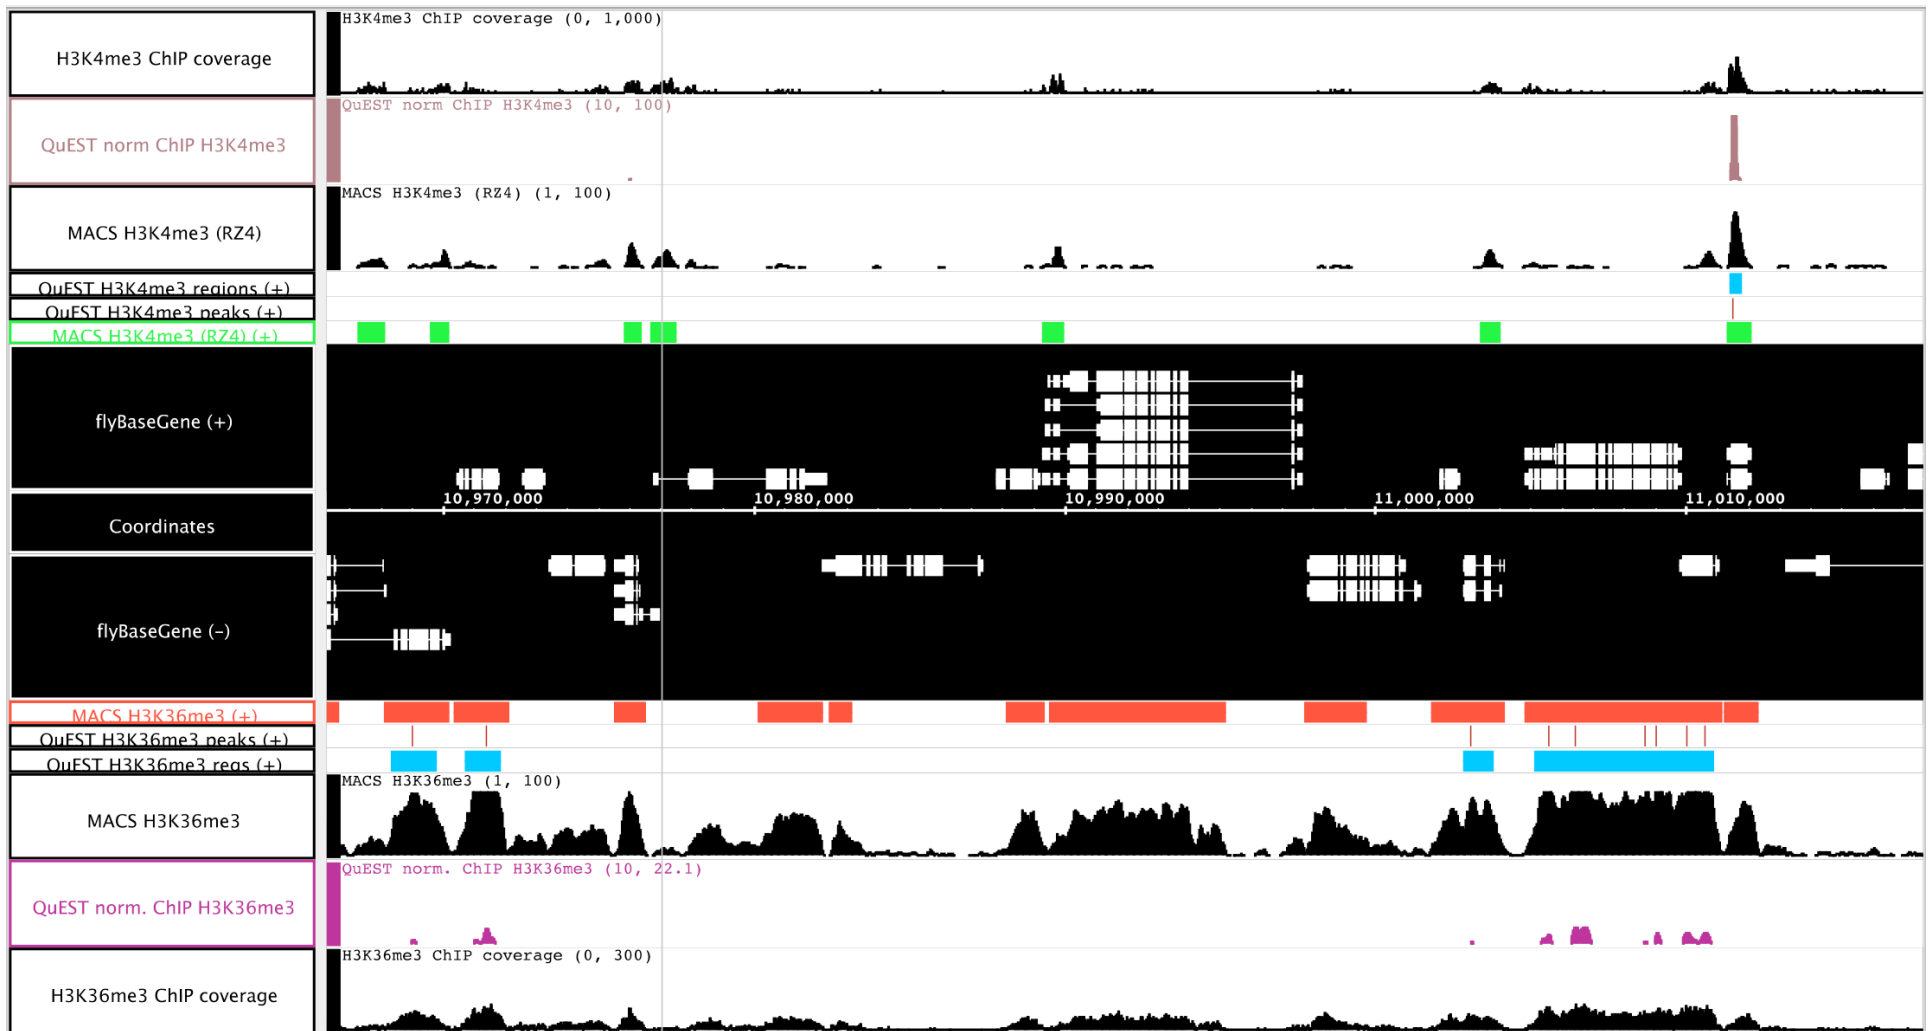 H3K4me3 ChIP coverage (0, 1,000)
H3K4me3 ChIP coverage
QuEST norm ChIP H3K4me3 (10, 100)
QuEST norm ChIP H3K4me3
MACS H3K4me3 (RZ4) (1, 100)
MACS H3K4me3 (RZ4)
QuEST H3K4me3 regions (+)
QuEST H3K4me3 peaks (+)
MACS H3K4me3 (RZ4) (+)
flyBaseGene (+)
10,970,000 10,980,000 10,990,000 11,000,000 11,010,000
Coordinates
flyBaseGene (−)
MACS H3K36me3 (+)
QuEST H3K36me3 peaks (+)
QuEST H3K36me3 regs (+)
MACS H3K36me3 (1, 100)
MACS H3K36me3
QuEST norm. ChIP H3K36me3 (10, 22.1)
QuEST norm. ChIP H3K36me3
H3K36me3 ChIP coverage (0, 300)
H3K36me3 ChIP coverage